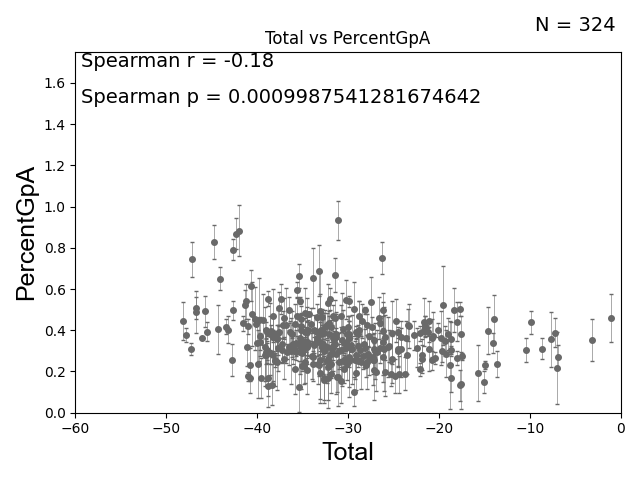 N = 324
Total vs PercentGpA
Spearman r = -0.18
Spearman p = 0.0009987541281674642
1.6
1.4
1.2
1.0
0.8
0.6
0.4
0.2
0.0
PercentGpA
−60
−50
−40
−30
−20
−10
0
Total